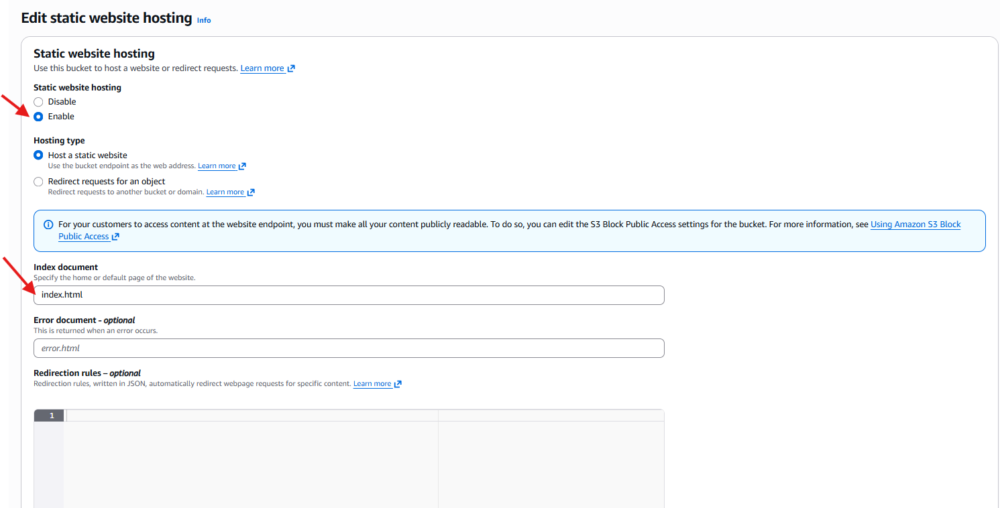 Edit static website hosting Info
Static website hosting
Use this bucket to host a website or redirect requests. Learn more
Static website hosting
Disable
Enable
Hosting type
Host a static website
Use the bucket endpoint as the web address. Learn more
Redirect requests for an object
Redirect requests to another bucket or domain. Learn more
For your customers to access content at the website endpoint, you must make all your content publicly readable. To do so, you can edit the S3 Block Public Access settings for the bucket. For more information, see Using Amazon S3 Block
Public Access
Index document
Specify the home or default page of the website.
index.html
Error document - optional
This is returned when an error occurs.
error.html
Redirection rules – optional
Redirection rules, written in JSON, automatically redirect webpage requests for specific content. Learn more
1